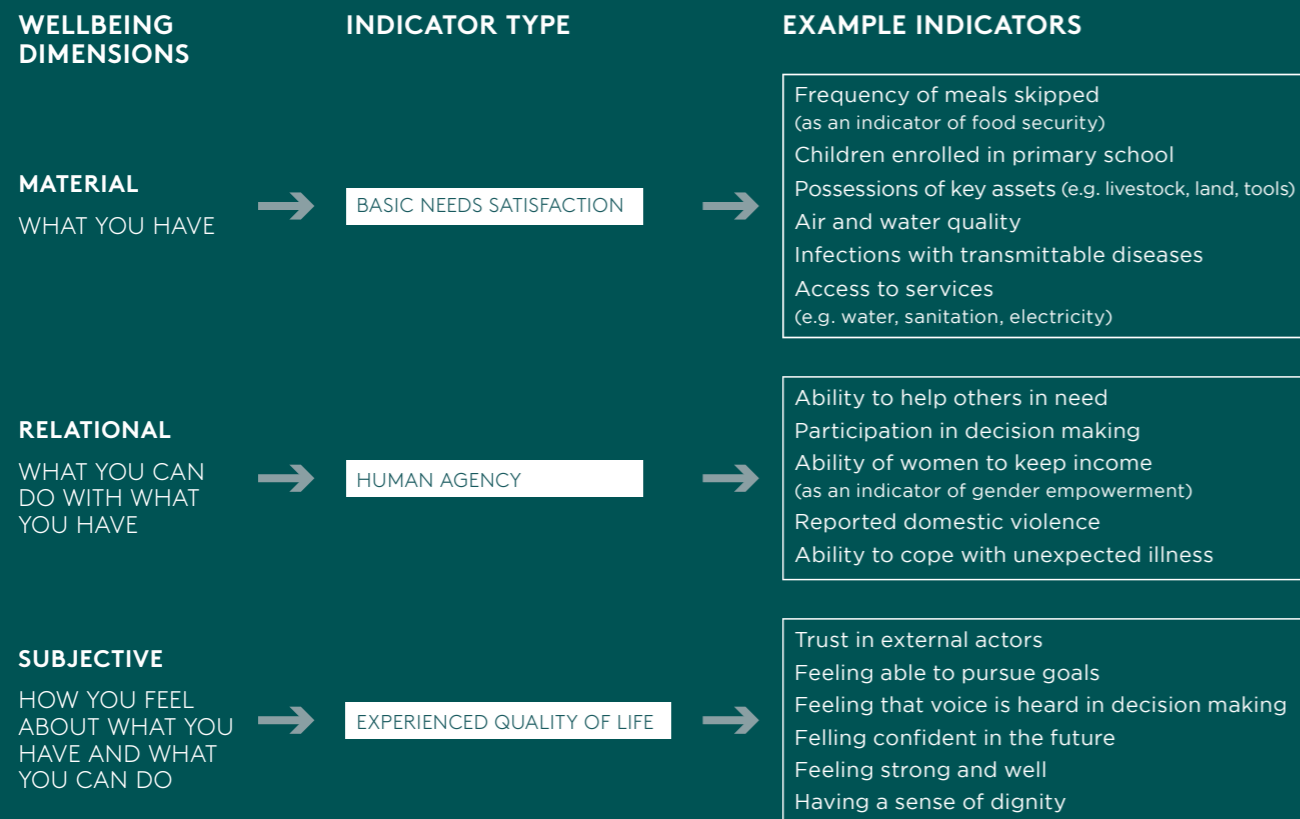 WELLBEING
DIMENSIONS
INDICATOR TYPE
EXAMPLE INDICATORS
MATERIAL
WHAT YOU HAVE
BASIC NEEDS SATISFACTION
Frequency of meals skipped
(as an indicator of food security)
Children enrolled in primary school
Possessions of key assets (e.g. livestock, land, tools)
Air and water quality
Infections with transmittable diseases
Access to services
(e.g. water, sanitation, electricity)
RELATIONAL
WHAT YOU CAN
DO WITH WHAT
YOU HAVE
HUMAN AGENCY
Ability to help others in need
Participation in decision making
Ability of women to keep income
(as an indicator of gender empowerment)
Reported domestic violence
Ability to cope with unexpected illness
SUBJECTIVE
HOW YOU FEEL
ABOUT WHAT YOU
HAVE AND WHAT
YOU CAN DO
EXPERIENCED QUALITY OF LIFE
Trust in external actors
Feeling able to pursue goals
Feeling that voice is heard in decision making
Felling confident in the future
Feeling strong and well
Having a sense of dignity